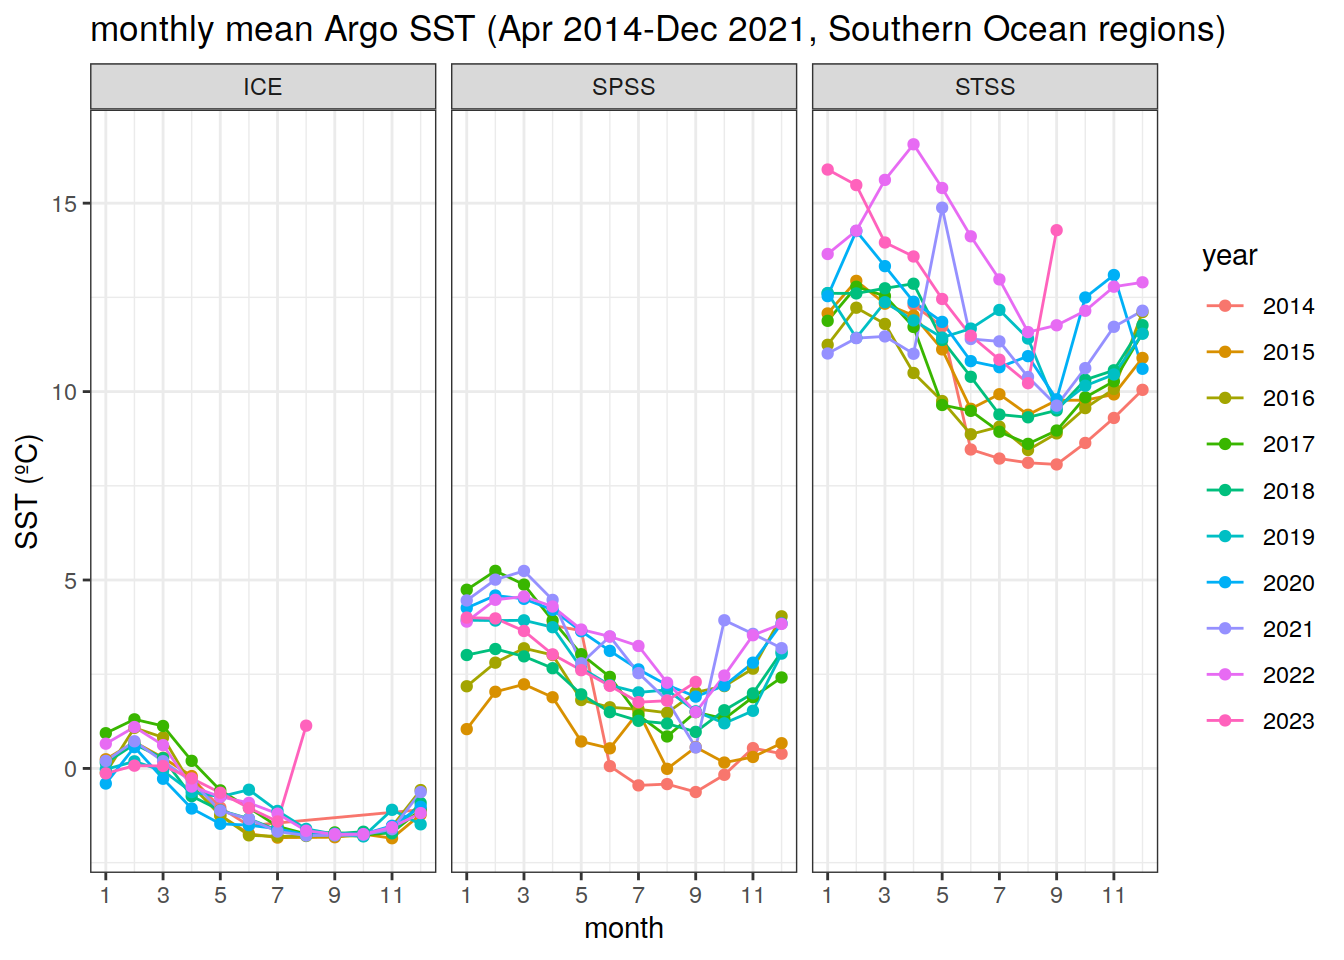 monthly mean Argo SST (Apr 2014-Dec 2021, Southern Ocean regions)
ICE SPSS STSS
15
10
5
0
SST (ºC)
1 3 5 7 9 11 1 3 5 7 9 11 1 3 5 7 9 11
month
year
2014
2015
2016
2017
2018
2019
2020
2021
2022
2023